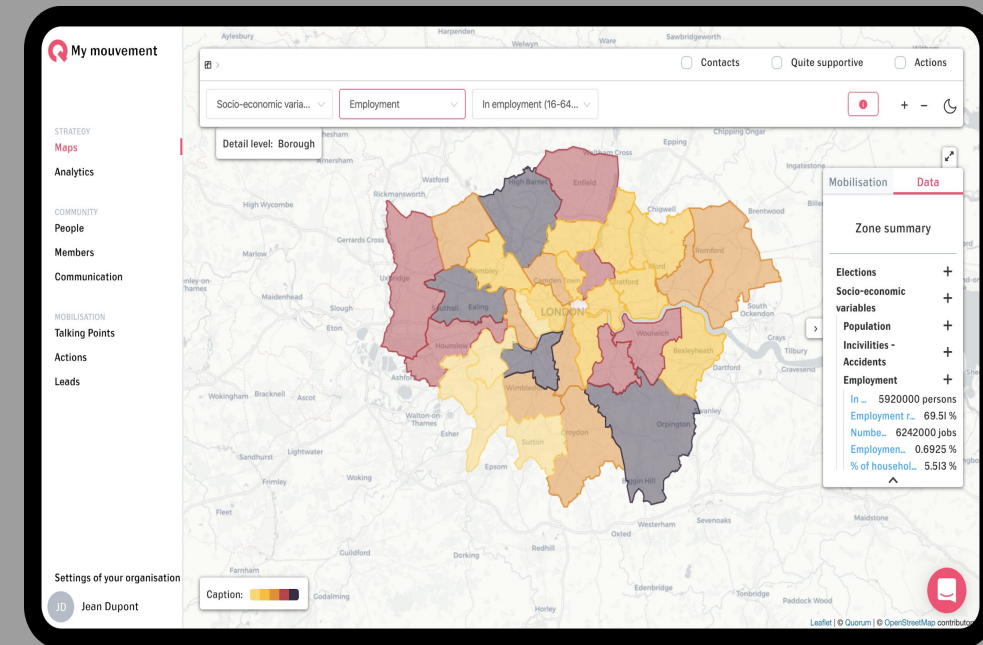 My mouvement
STRATEGY
Maps
Analytics
COMMUNITY
People
Members
Communication
MOBILISATION
Talking Points
Actions
Leads
Settings of your organisation
JD
Jean Dupont
Contacts
Quite supportive
Actions
Socio-economic varia...
Employment
In employment (16-64...
+ -
Detail level: Borough
Mobilisation Data
Zone summary
Elections +
Socio-economic
variables +
Population +
Incivilities -
Accidents +
Employment +
In ... 5920000 persons
Employment r... 69.51 %
Numbe... 6242000 jobs
Employmen... 0.6925 %
% of househol... 5.513 %
Caption:
Aylesbury
Harpenden
Welwyn
Ware
Sawbridgeworth
Chipping Ongar
Epping
Ingatestone
Amersham
Watford
Waltham Cross
High Barnet
Enfield
Rickmansworth
High Wycombe
Chigwell
Brentwood
Gerrards Cross
Marlow
Romford
Wembley
Uxbridge
Camden Town
Stratford
Maidenhead
Slough
Southall
Ealing
LONDON
South
Ockendon
Eton
Woolwich
Grays
Hounslow
Bexleyheath
Tilbury
Dartford
Gravesend
Wimbledon
Wokingham
Bracknell
Ascot
Walton-on-
Thames
Esher
Sutton
Croydon
Orpington
Epsom
Sandhurst
Lightwater
Woking
Biggin Hill
Frimley
Fleet
Westerham
Sevenoaks
Oxted
Maidstone
Guildford
Dorking
Redhill
Farnham
Godalming
Edenbridge
Tonbridge
Paddock Wood
Horley
Leaflet | © Quorum | © OpenStreetMap contributor